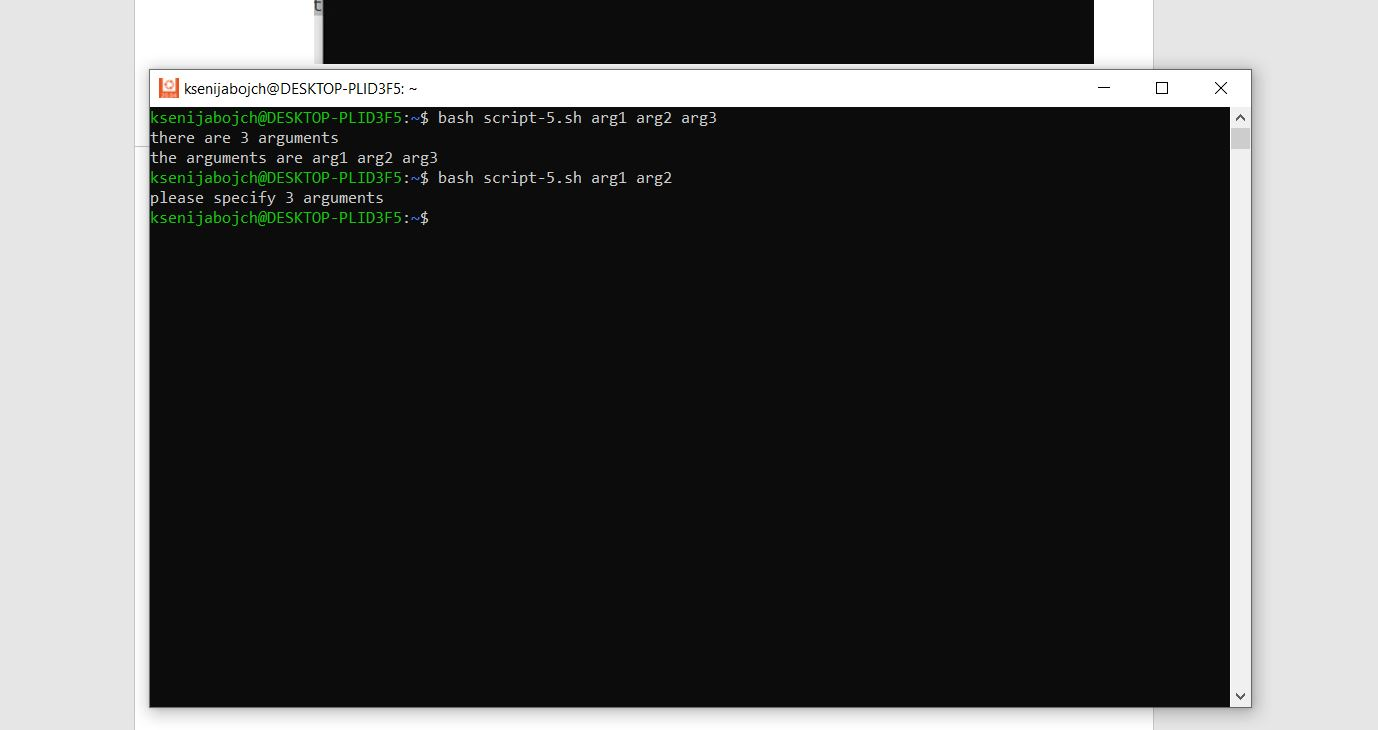 t
ksenijabojch@DESKTOP-PLID3F5: ~
ksenijabojch@DESKTOP-PLID3F5:~$ bash script-5.sh arg1 arg2 arg3
there are 3 arguments
the arguments are arg1 arg2 arg3
ksenijabojch@DESKTOP-PLID3F5:~$ bash script-5.sh arg1 arg2
please specify 3 arguments
ksenijabojch@DESKTOP-PLID3F5:~$